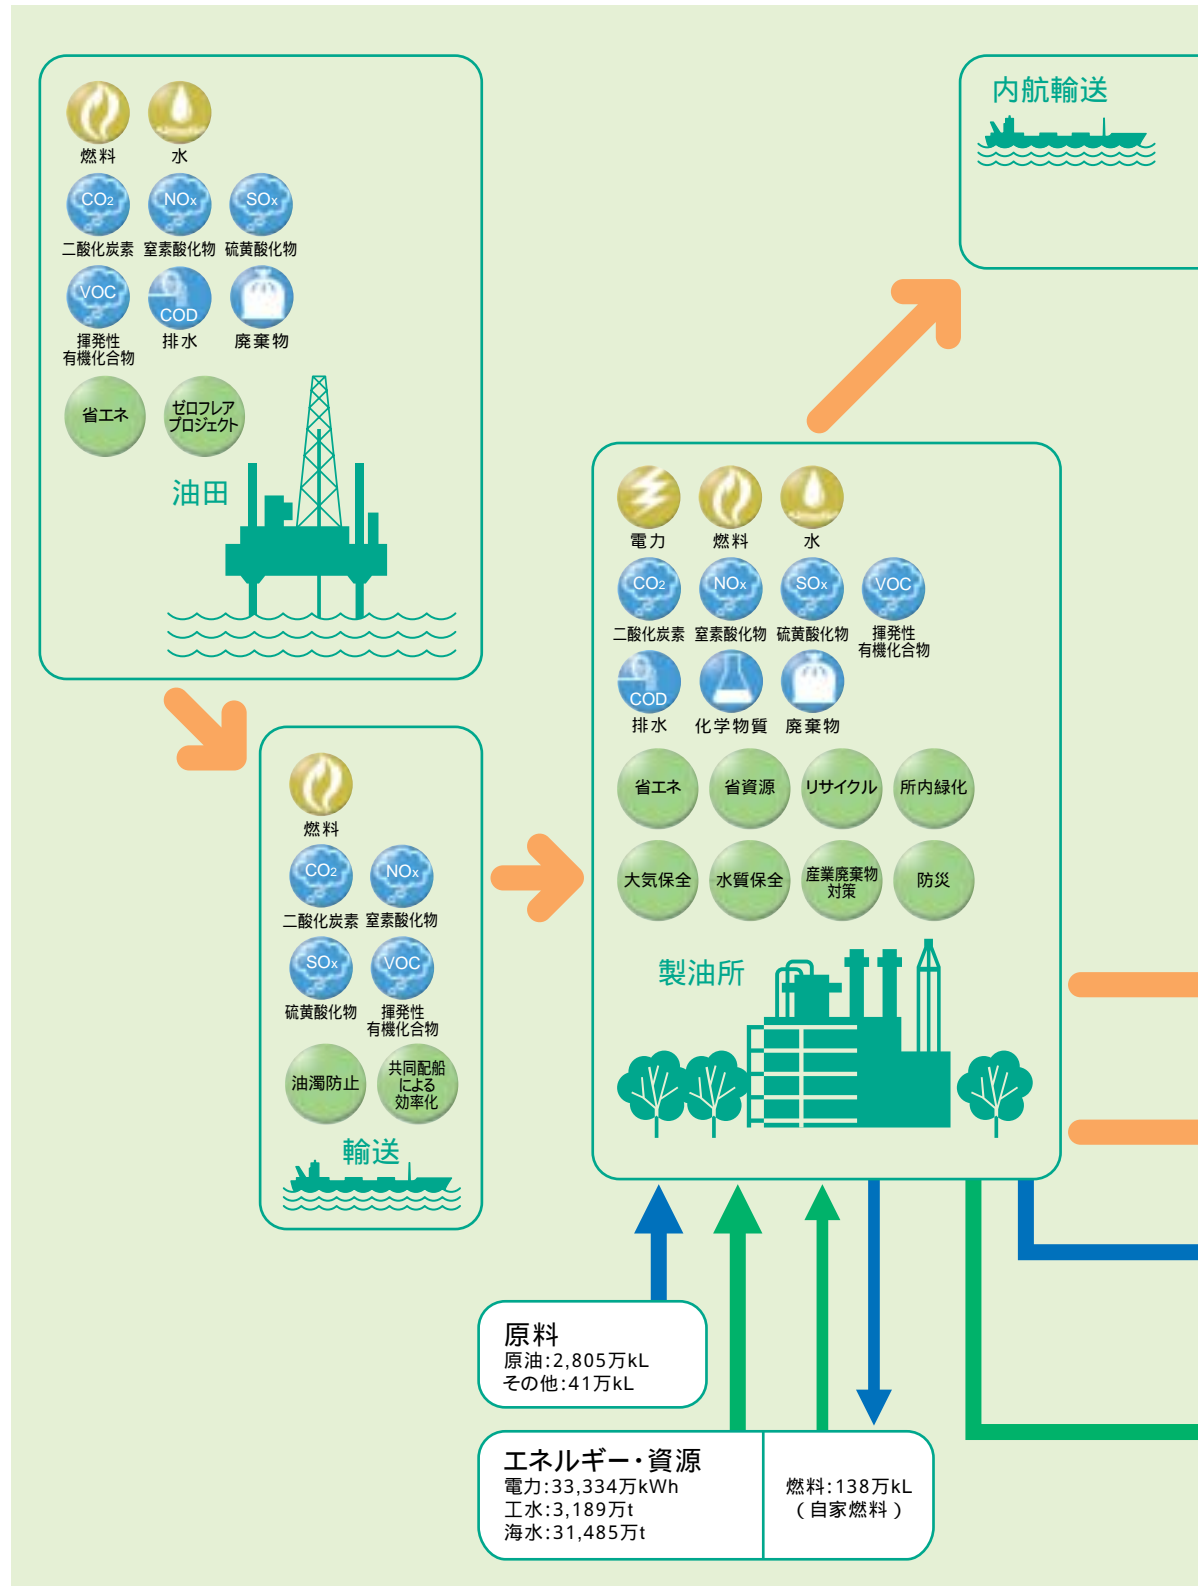 燃料
水
CO2
NOx
SOx
二酸化炭素
窒素酸化物
硫黄酸化物
VOC
COD
揮発性
有機化合物
排水
廃棄物
省エネ
ゼロフレア
プロジェクト
油田
内航輸送
燃料
CO2
NOx
二酸化炭素
窒素酸化物
SOx
VOC
硫黄酸化物
揮発性
有機化合物
油濁防止
共同配船
による
効率化
輸送
電力
燃料
水
CO2
NOx
SOx
VOC
二酸化炭素
窒素酸化物
硫黄酸化物
揮発性
有機化合物
COD
排水
化学物質
廃棄物
省エネ
省資源
リサイクル
所内緑化
大気保全
水質保全
産業廃棄物
対策
防災
製油所
原料
原油:2,805万kL
その他:41万kL
エネルギー・資源
電力:33,334万kWh
工水:3,189万t
海水:31,485万t
燃料:138万kL
(自家燃料)